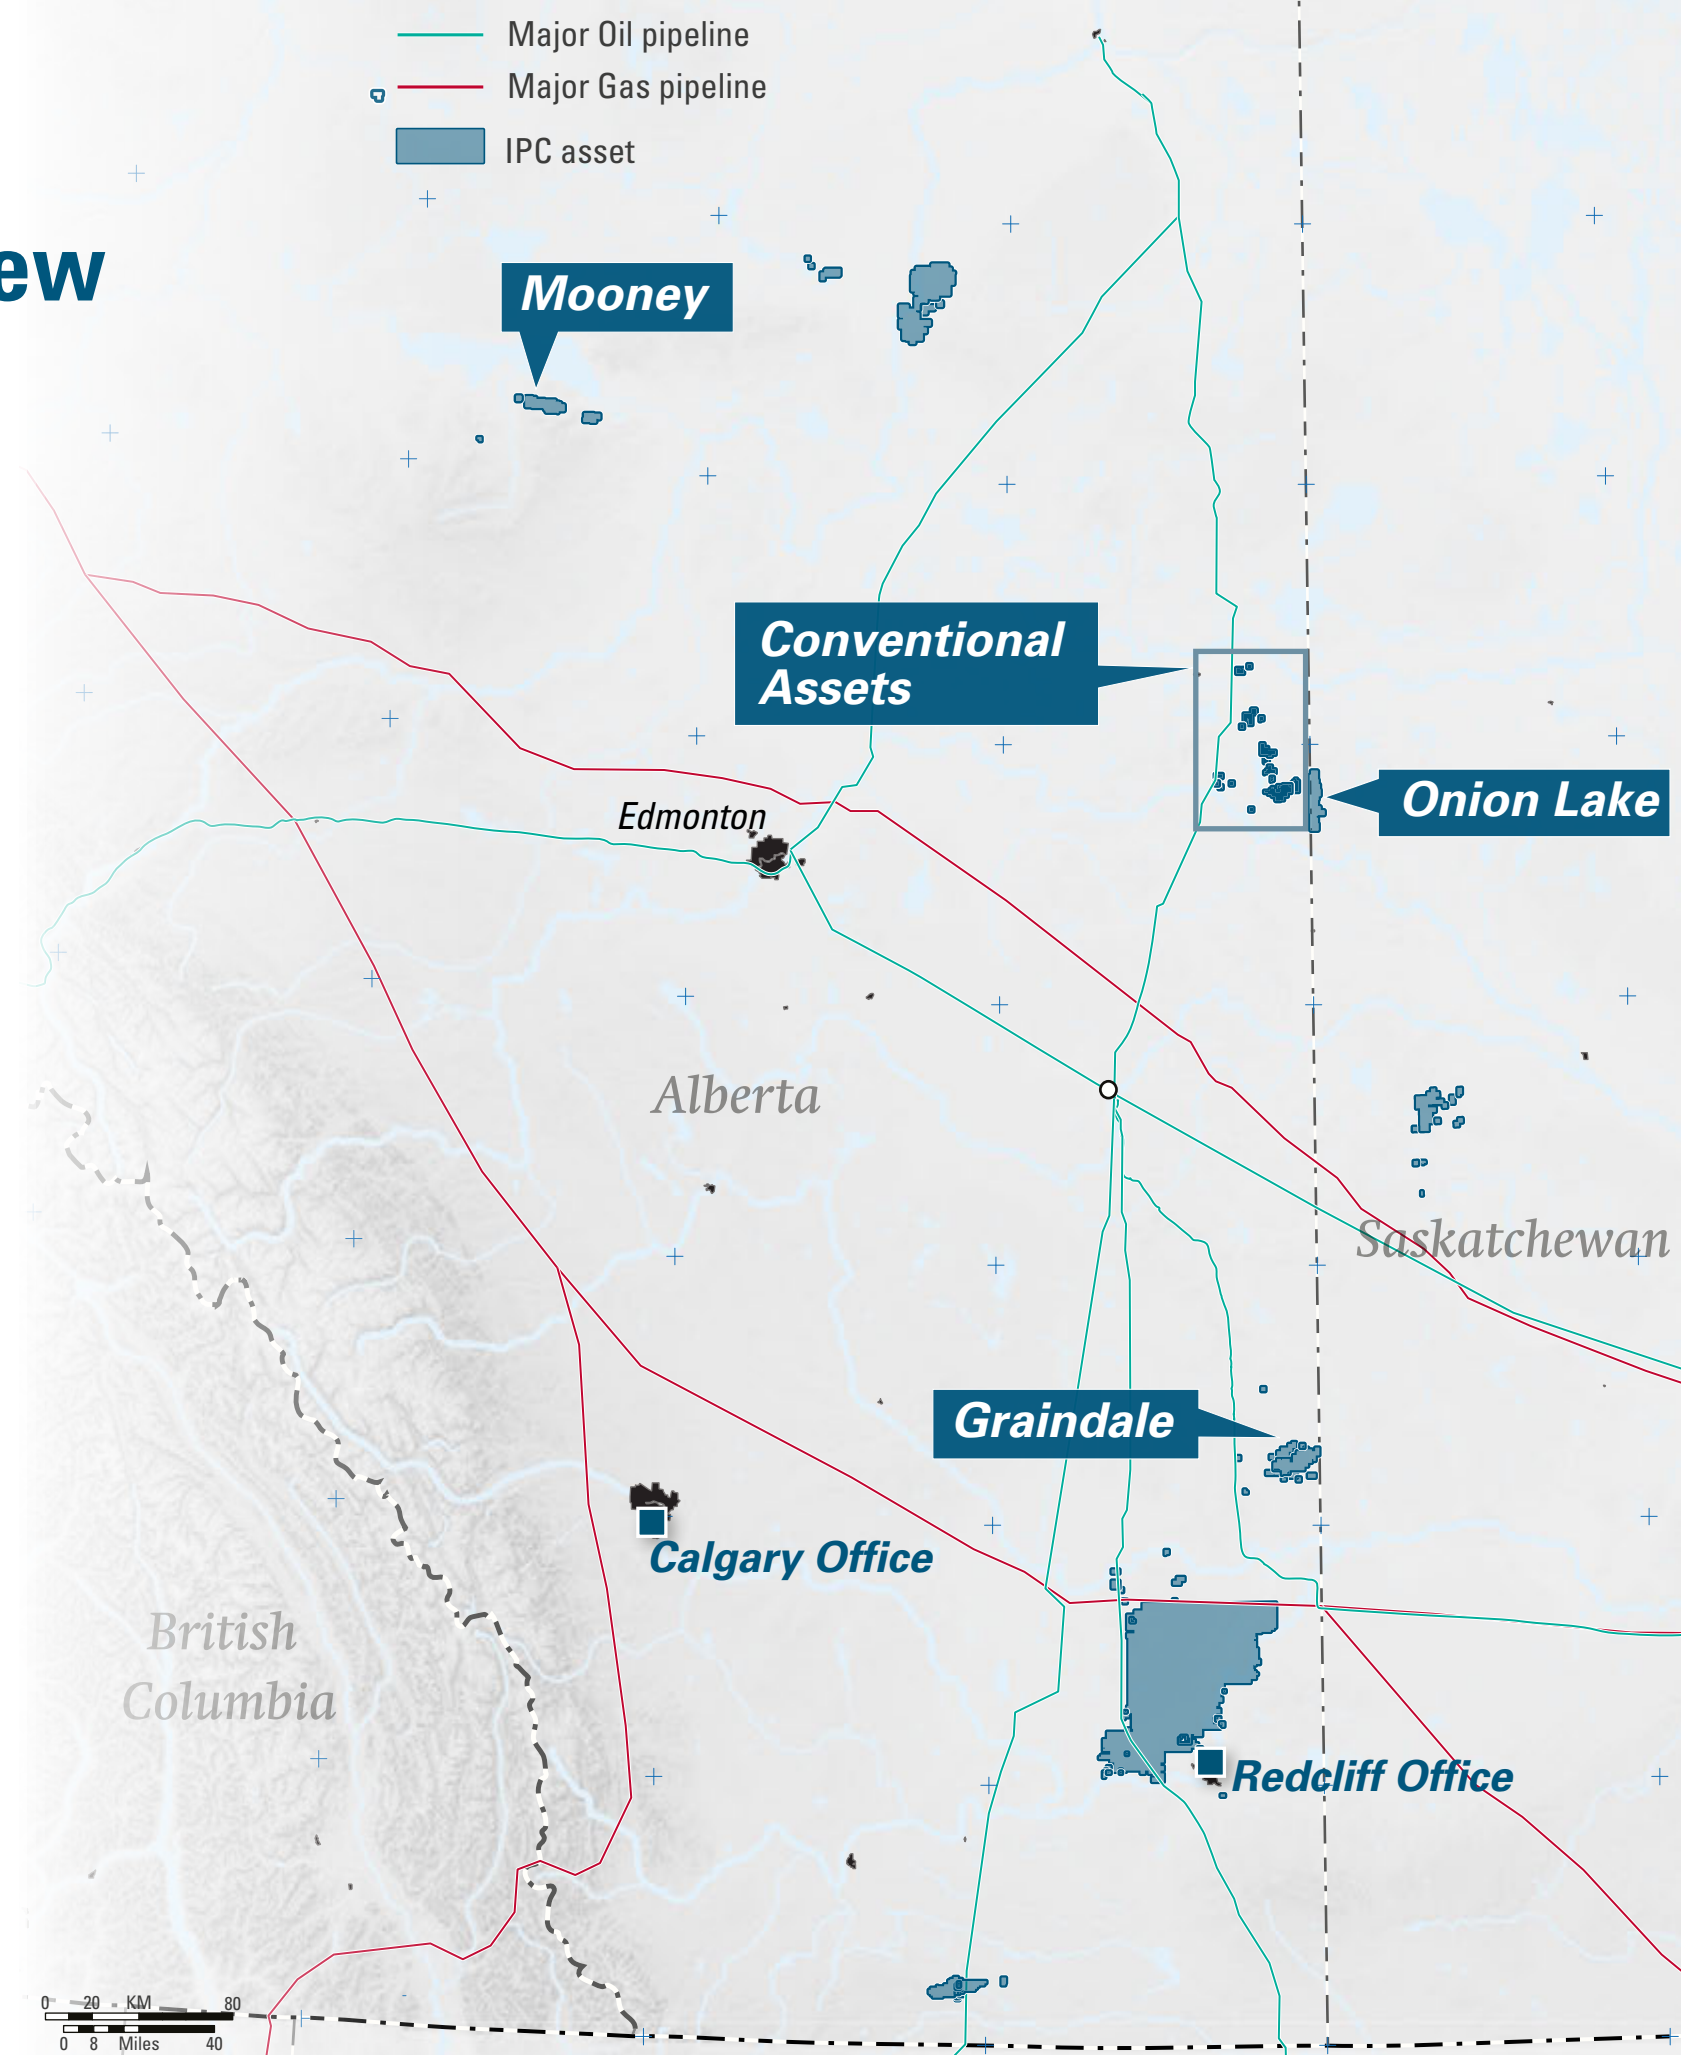 Major Oil pipeline
Major Gas pipeline
IPC asset
ew
Mooney
Conventional
Assets
Onion Lake
Edmonton
Alberta
Saskatchewan
Graindale
Calgary Office
British
Columbia
Redcliff Office
0 20 KM 80
0 8 Miles 40